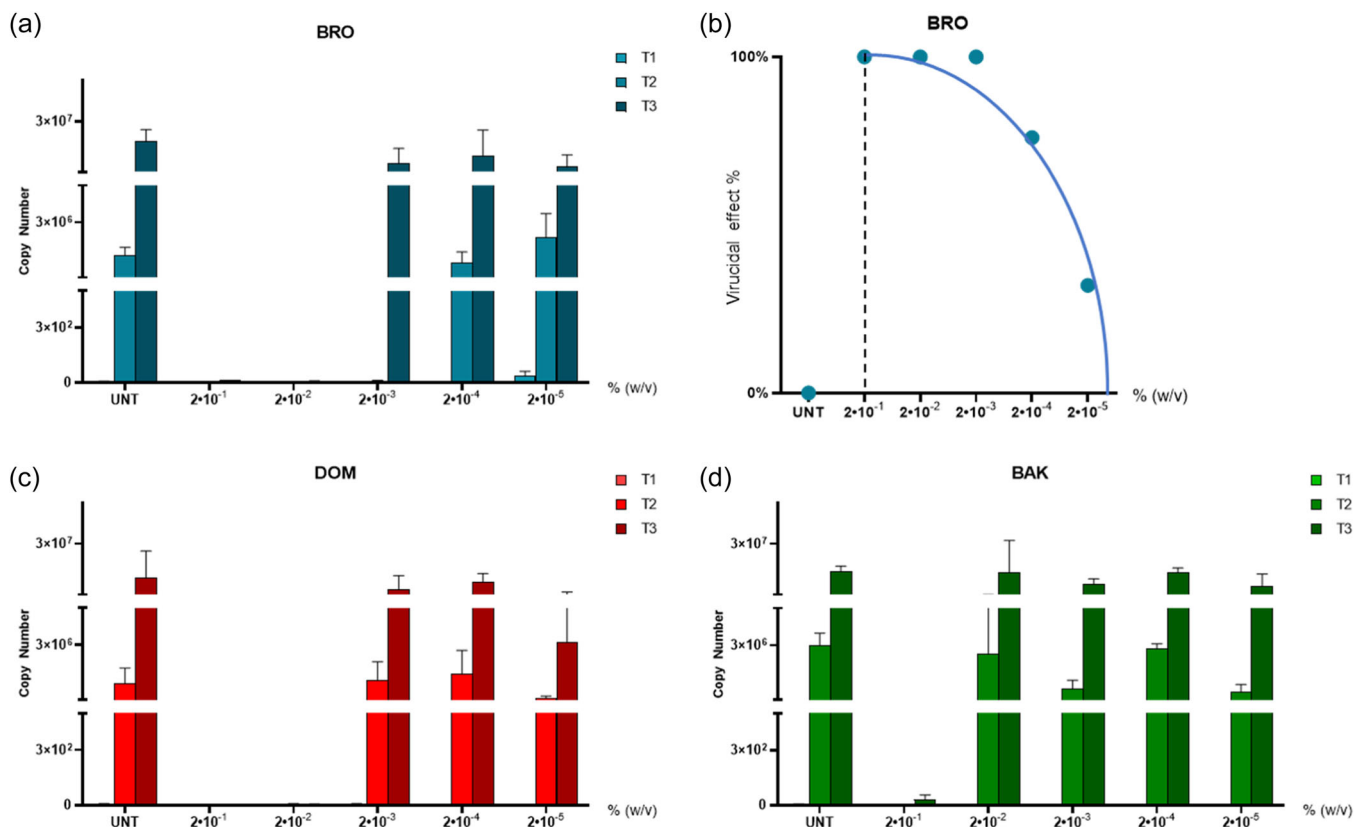 (a)
BRO
T1
T2
T3
Copy Number
3×10⁷
3×10⁶
3×10²
0
UNT 2•10⁻¹ 2•10⁻² 2•10⁻³ 2•10⁻⁴ 2•10⁻⁵ % (w/v)
(b)
BRO
Virucidal effect %
100%
0%
UNT 2•10⁻¹ 2•10⁻² 2•10⁻³ 2•10⁻⁴ 2•10⁻⁵ % (w/v)
(c)
DOM
T1
T2
T3
Copy Number
3×10⁷
3×10⁶
3×10²
0
UNT 2•10⁻¹ 2•10⁻² 2•10⁻³ 2•10⁻⁴ 2•10⁻⁵ % (w/v)
(d)
BAK
T1
T2
T3
Copy Number
3×10⁷
3×10⁶
3×10²
0
UNT 2•10⁻¹ 2•10⁻² 2•10⁻³ 2•10⁻⁴ 2•10⁻⁵ % (w/v)